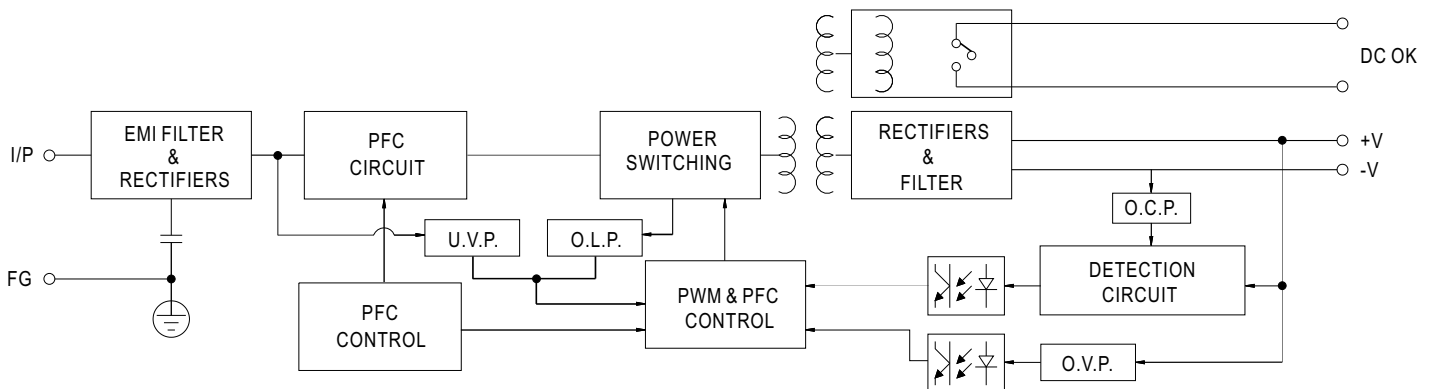 DC OK
I/P
EMI FILTER
&
RECTIFIERS
PFC
CIRCUIT
POWER
SWITCHING
RECTIFIERS
&
FILTER
+V
-V
O.C.P.
U.V.P.
O.L.P.
FG
PFC
CONTROL
PWM & PFC
CONTROL
DETECTION
CIRCUIT
O.V.P.